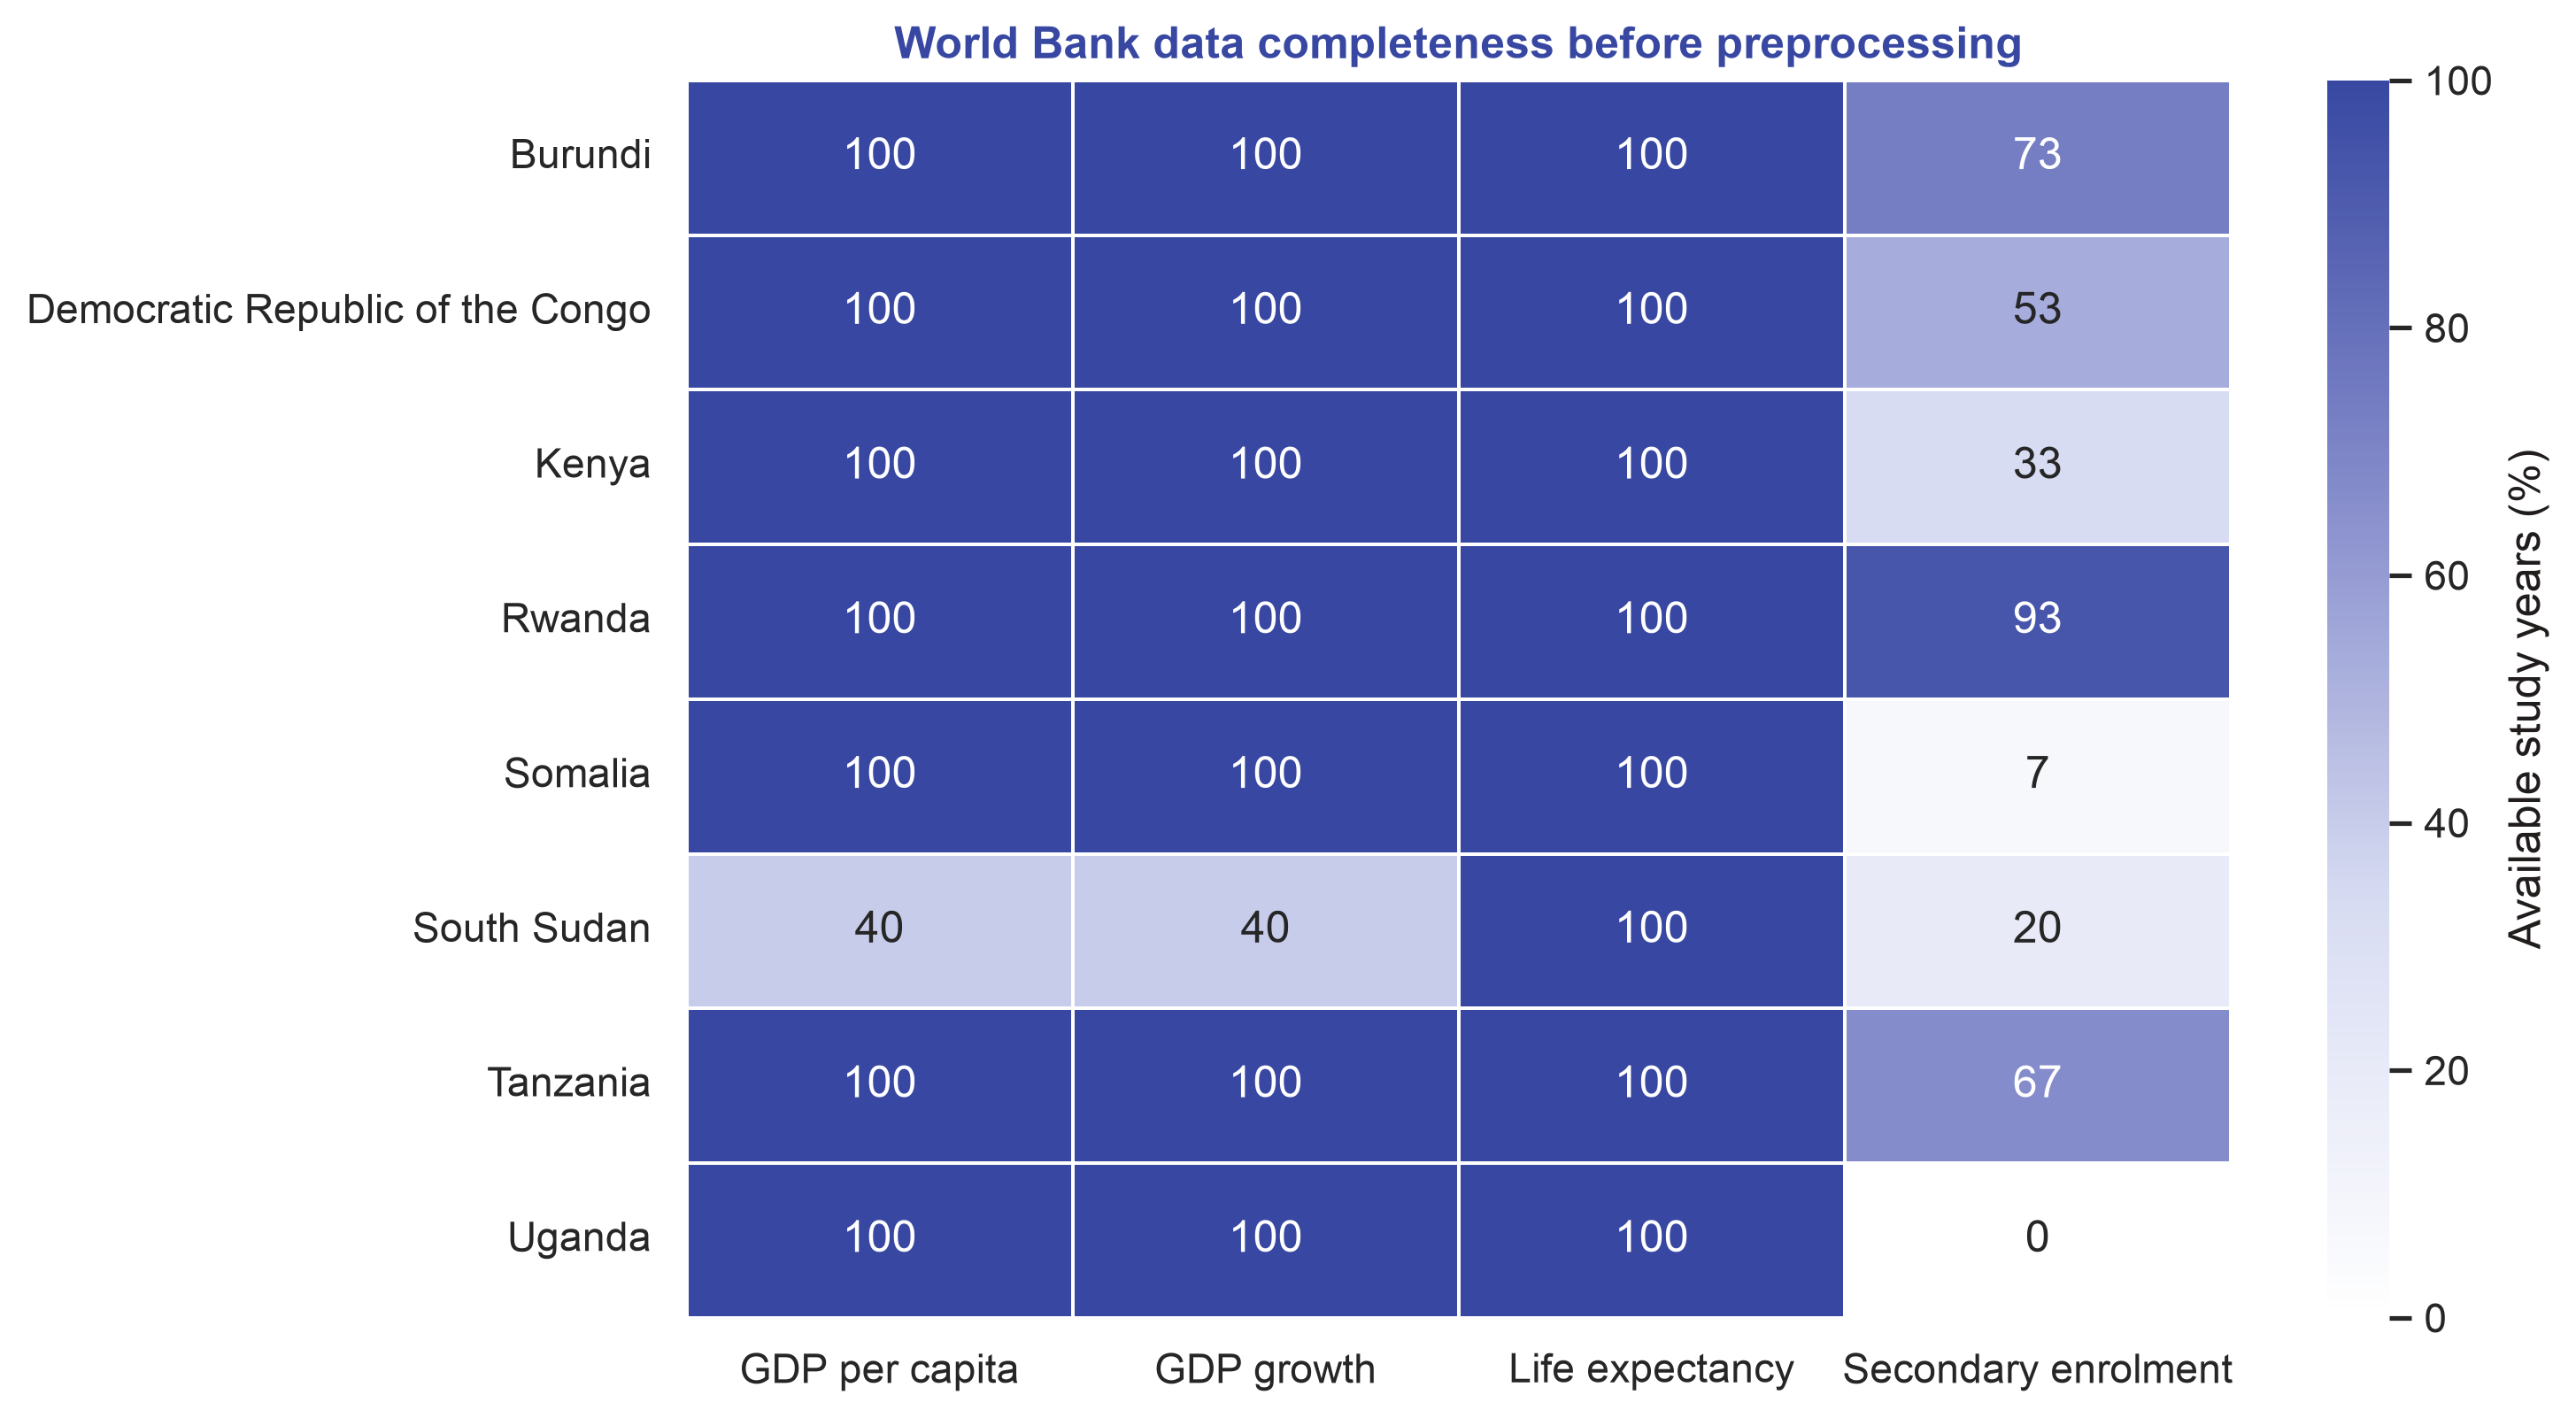 World Bank data completeness before preprocessing
Burundi 100 100 100 73
Democratic Republic of the Congo 100 100 100 53
Kenya 100 100 100 33
Rwanda 100 100 100 93
Somalia 100 100 100 7
South Sudan 40 40 100 20
Tanzania 100 100 100 67
Uganda 100 100 100 0
GDP per capita GDP growth Life expectancy Secondary enrolment
100
80
60
40
20
0
Available study years (%)